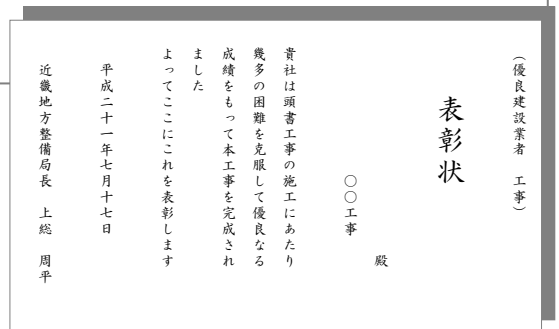 （優良建設業者　工事）
表彰状
殿
〇〇工事
貴社は頭書工事の施工にあたり
幾多の困難を克服して優良なる
成績をもって本工事を完成され
ました
よってここにこれを表彰します
平成二十一年七月十七日
近畿地方整備局長　上総　周平